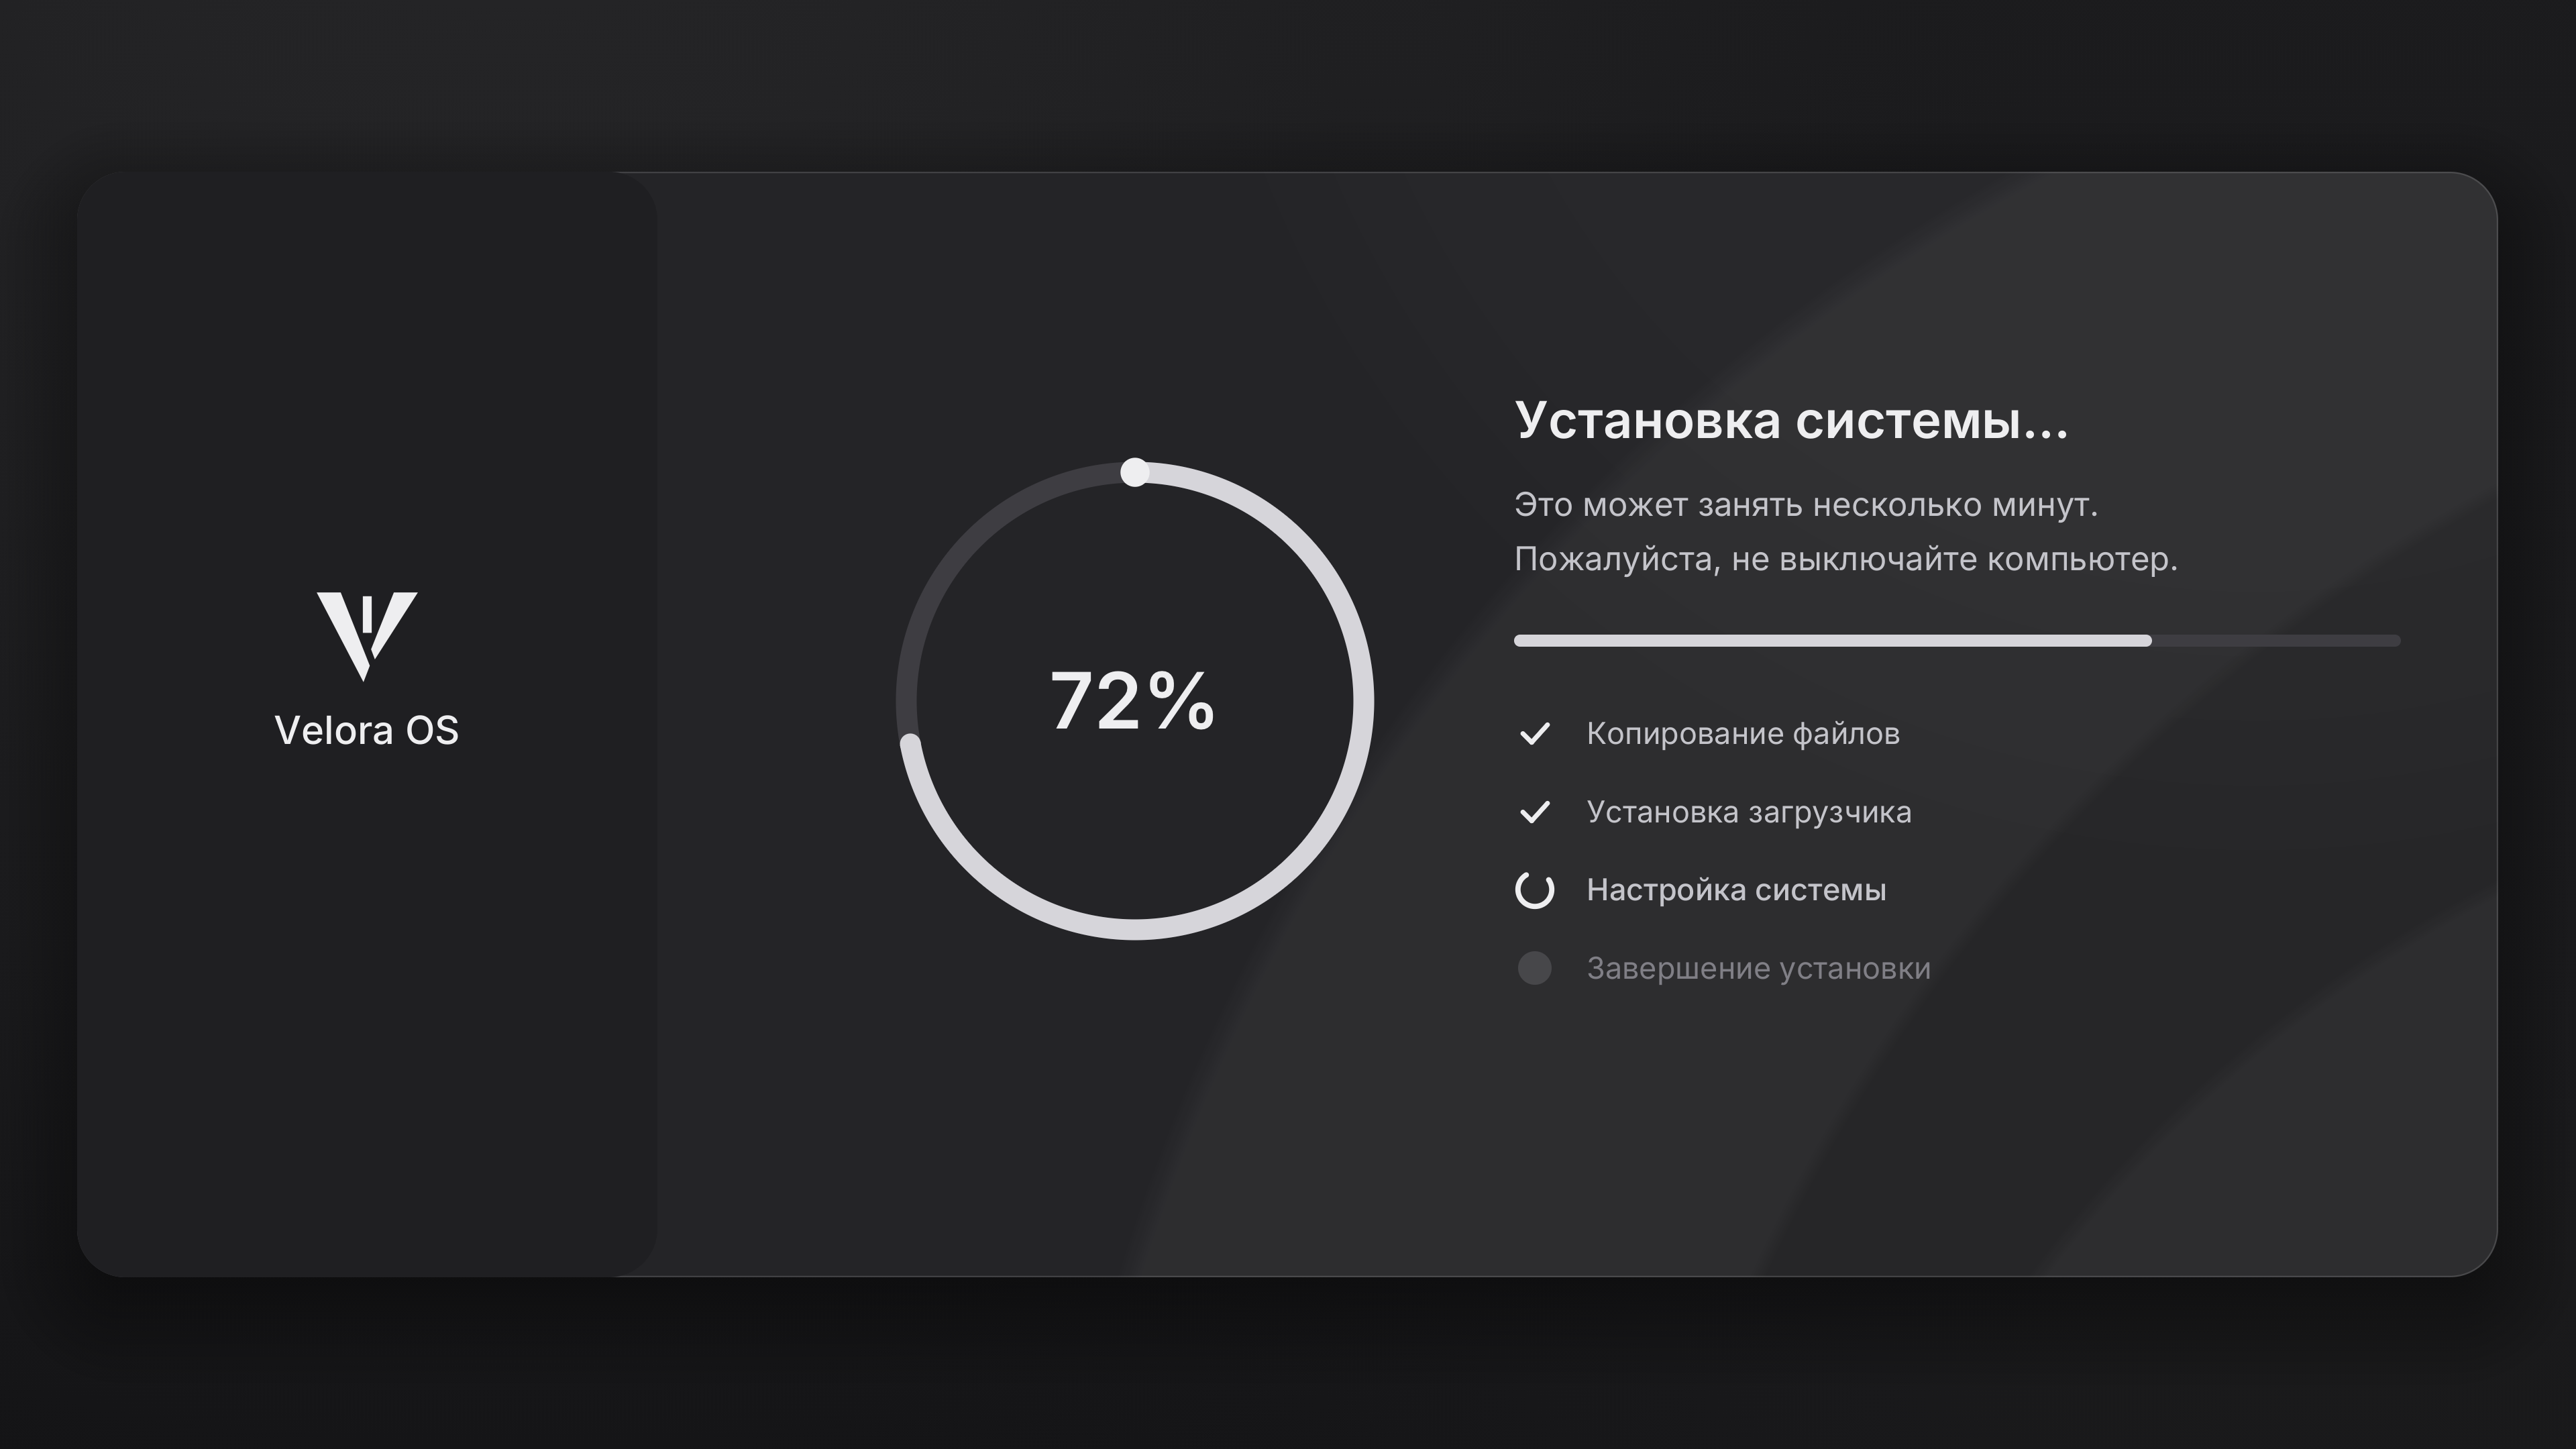 Velora OS
72%
Установка системы...
Это может занять несколько минут.
Пожалуйста, не выключайте компьютер.
Копирование файлов
Установка загрузчика
Настройка системы
Завершение установки